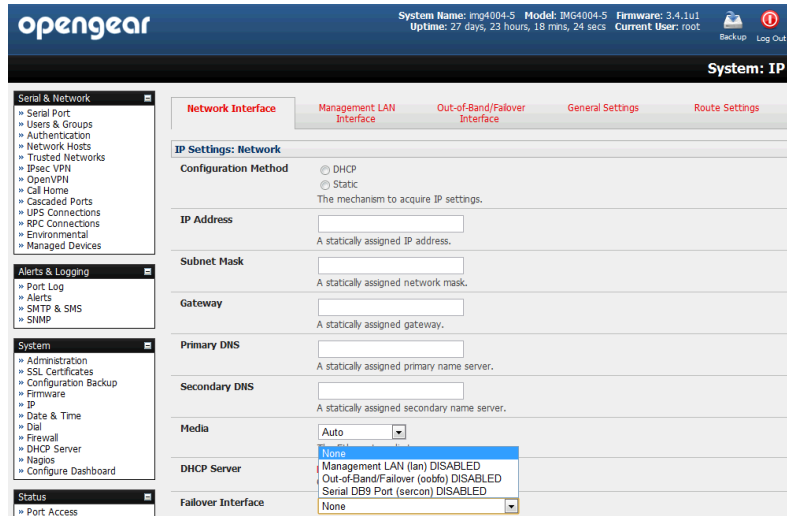 opengear
System Name: img4004-5 Model: IMG4004-5 Firmware: 3.4.1u1
Uptime: 27 days, 23 hours, 18 mins, 24 secs Current User: root
Backup
Log Out
System: IP
Serial & Network
» Serial Port
» Users & Groups
» Authentication
» Network Hosts
» Trusted Networks
» IPsec VPN
» OpenVPN
» Call Home
» Cascaded Ports
» UPS Connections
» RPC Connections
» Environmental
» Managed Devices
Alerts & Logging
» Port Log
» Alerts
» SMTP & SMS
» SNMP
System
» Administration
» SSL Certificates
» Configuration Backup
» Firmware
» IP
» Date & Time
» Dial
» Firewall
» DHCP Server
» Nagios
» Configure Dashboard
Status
» Port Access
Network Interface
Management LAN
Interface
Out-of-Band/Failover
Interface
General Settings
Route Settings
IP Settings: Network
Configuration Method
DHCP
Static
The mechanism to acquire IP settings.
IP Address
A statically assigned IP address.
Subnet Mask
A statically assigned network mask.
Gateway
A statically assigned gateway.
Primary DNS
A statically assigned primary name server.
Secondary DNS
A statically assigned secondary name server.
Media
Auto
None
Management LAN (lan) DISABLED
Out-of-Band/Failover (oobfo) DISABLED
Serial DB9 Port (sercon) DISABLED
DHCP Server
Failover Interface
None